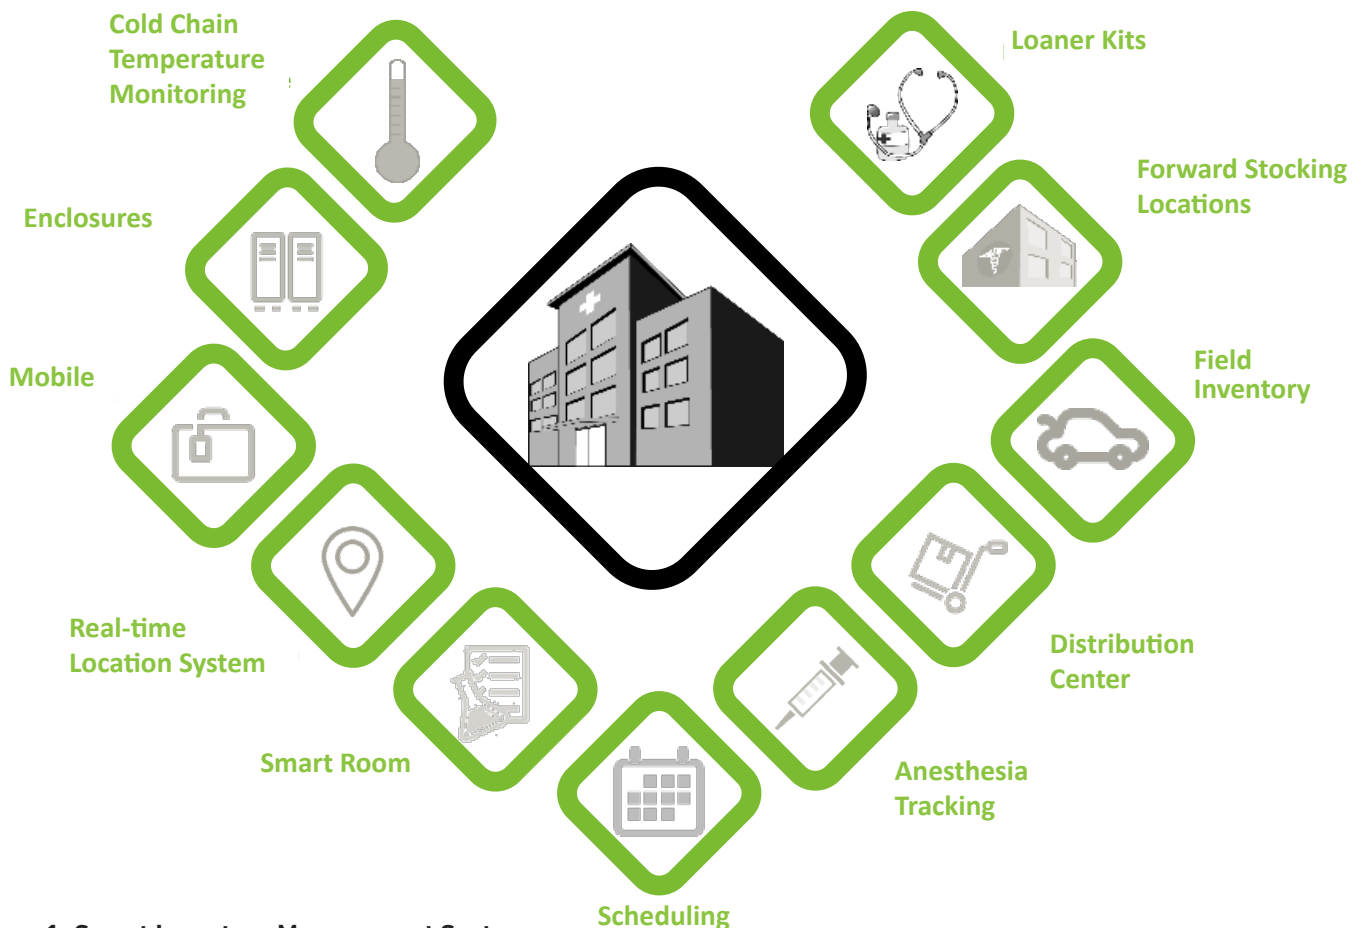 Cold Chain
Temperature
Monitoring
Loaner Kits
Enclosures
Forward Stocking
Locations
Mobile
Field
Inventory
Real-time
Location System
Distribution
Center
Smart Room
Anesthesia
Tracking
Scheduling